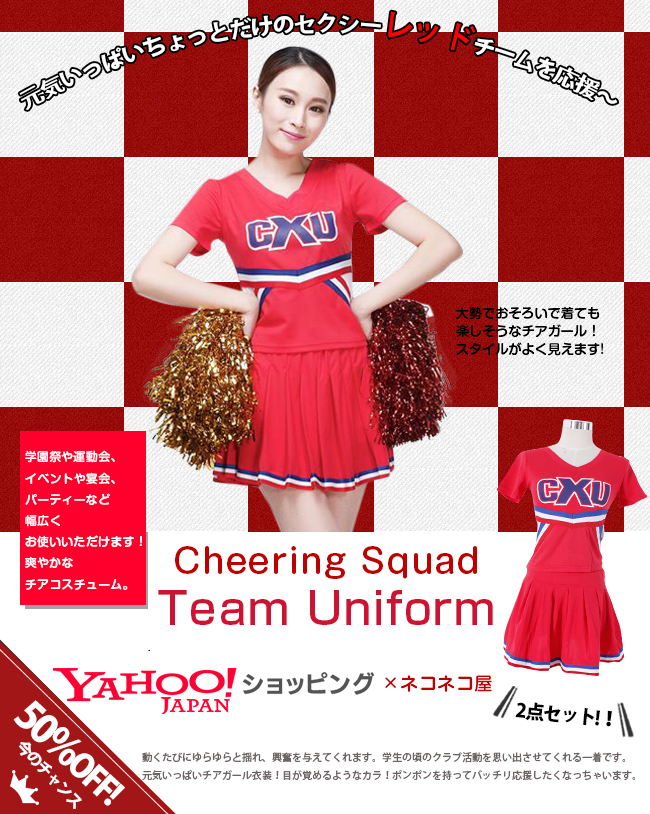 元気いっぱいちょっとだけのセクシーレッドチームを応援～
CXU
大勢でおそろいで着ても
楽しそうなチアガール！
スタイルがよく見えます!
学園祭や運動会、
イベントや宴会、
パーティーなど
幅広く
お使いいただけます！
爽やかな
チアコスチューム。
CXU
Cheering Squad
Team Uniform
YAHOO! ショッピング ×ネコネコ屋
JAPAN
2点セット!！
50%OFF!
今のチャンス
動くたびにゆらゆらと揺れ、興奮を与えてくれます。学生の頃のクラブ活動を思い出させてくれる一着です。
元気いっぱいチアガール衣装！目が覚めるようなカラ！ポンポンを持ってバッチリ応援したくなっちゃいます。